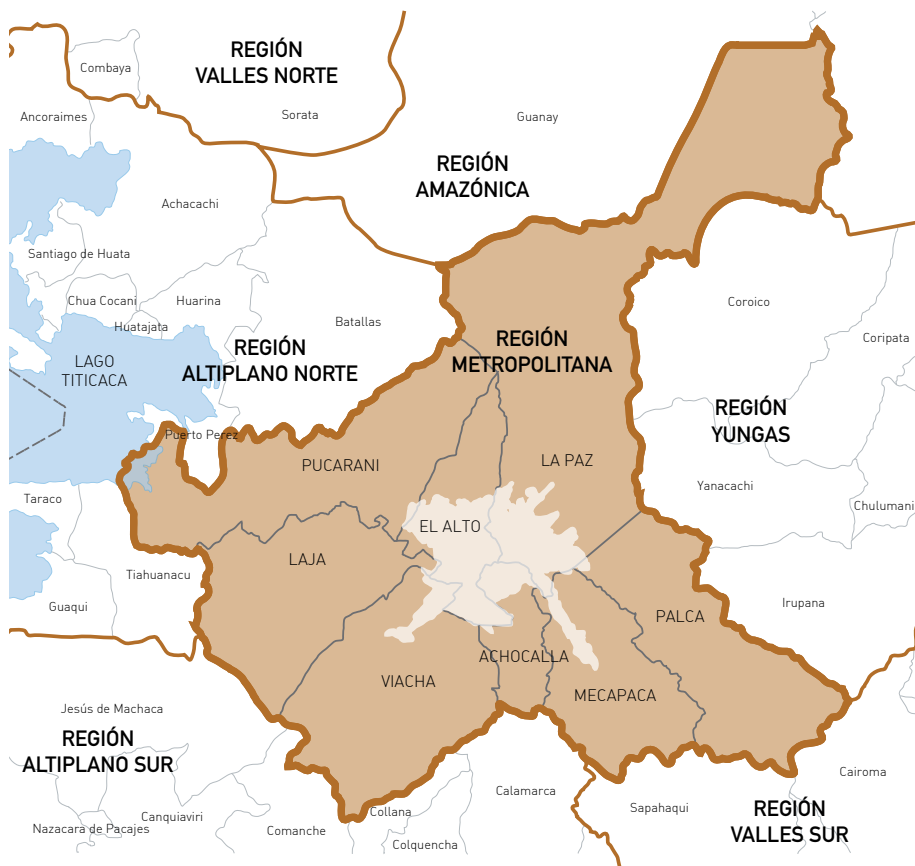 REGIÓN
VALLES NORTE
Combaya
Sorata
Ancoraimes
Guanay
REGIÓN
AMAZÓNICA
Achacachi
Santiago de Huata
Chua Cocani
Huarina
Coroico
Huatajata
Batallas
Coripata
REGIÓN
ALTIPLANO NORTE
REGIÓN
METROPOLITANA
LAGO
TITICACA
REGIÓN
YUNGAS
Puerto Perez
PUCARANI
LA PAZ
Yanacachi
Taraco
Chulumani
EL ALTO
LAJA
Tiahuanacu
Guaqui
Irupana
PALCA
ACHOCALLA
VIACHA
MECAPACA
Jesús de Machaca
REGIÓN
ALTIPLANO SUR
Cairoma
Calamarca
Sapahaqui
REGIÓN
VALLES SUR
Collana
Canquiaviri
Nazacara de Pacajes
Comanche
Colquencha